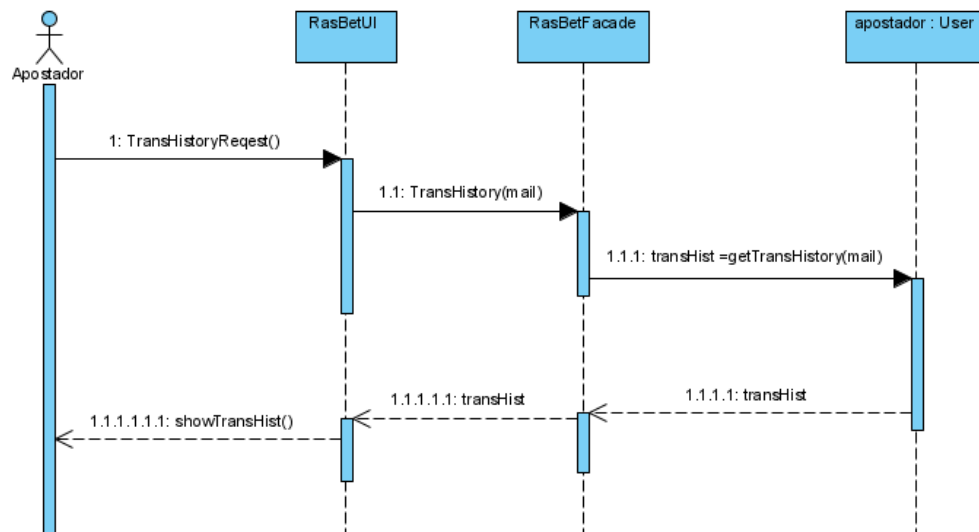 RasBetUI
RasBetFacade
apostador : User
Apostador
1: TransHistoryReqest()
1.1: TransHistory(mail)
1.1.1: transHist =getTransHistory(mail)
1.1.1.1: transHist
1.1.1.1.1: transHist
1.1.1.1.1.1: showTransHist()